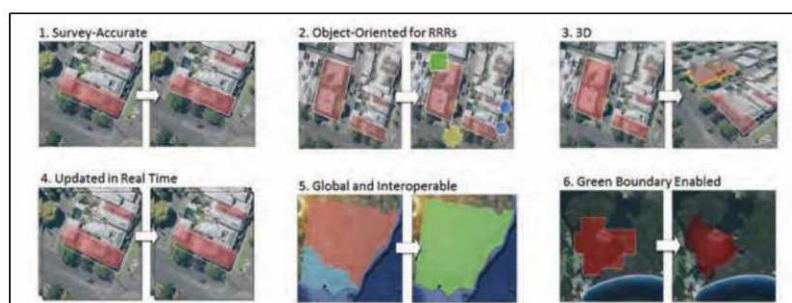 1. Survey-Accurate
2. Object-Oriented for RRRs
3. 3D
4. Updated in Real Time
5. Global and Interoperable
6. Green Boundary Enabled